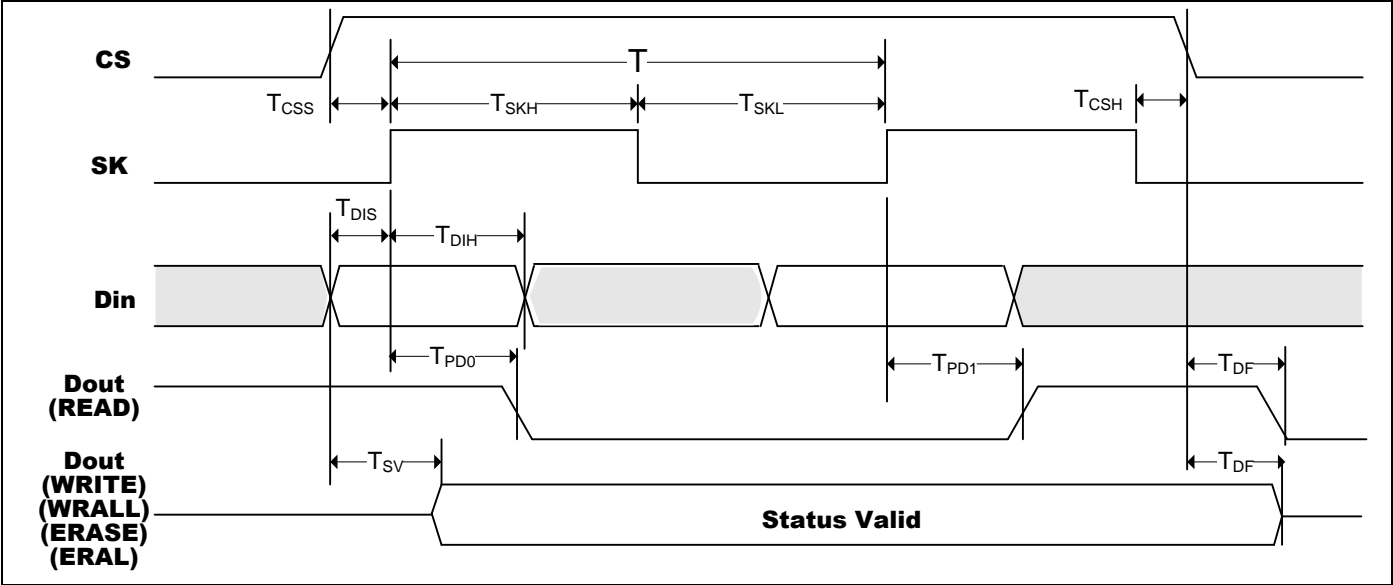 CS
T
TCSS
TSKH
TSKL
TCSH
SK
TDIS
TDIH
Din
TPD0
TPD1
TDF
Dout
(READ)
Dout
(WRITE)
(WRALL)
(ERASE)
(ERAL)
TSV
TDF
Status Valid